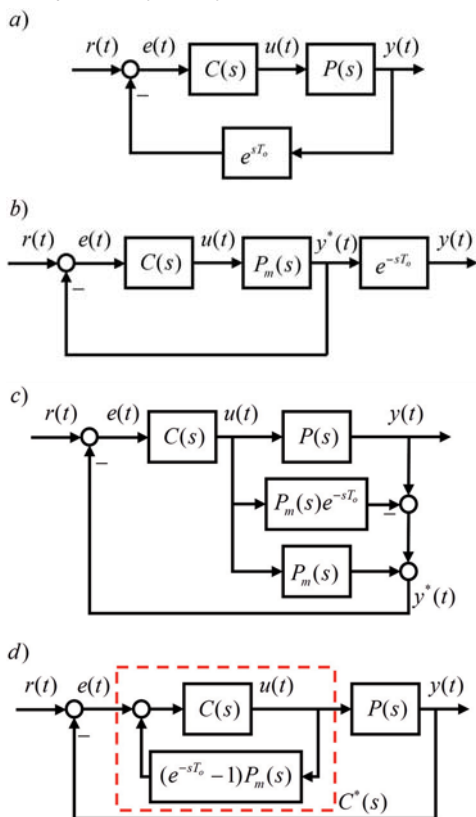 a)
r(t) e(t) C(s) u(t) P(s) y(t)
−
e^{sT_o}
b)
r(t) e(t) C(s) u(t) P_m(s) y^*(t) e^{-sT_o} y(t)
−
c)
r(t) e(t) C(s) u(t) P(s) y(t)
−
P_m(s)e^{-sT_o} −
P_m(s)
y^*(t)
d)
r(t) e(t) C(s) u(t) P(s) y(t)
−
(e^{-sT_o} −1)P_m(s)
C^*(s)